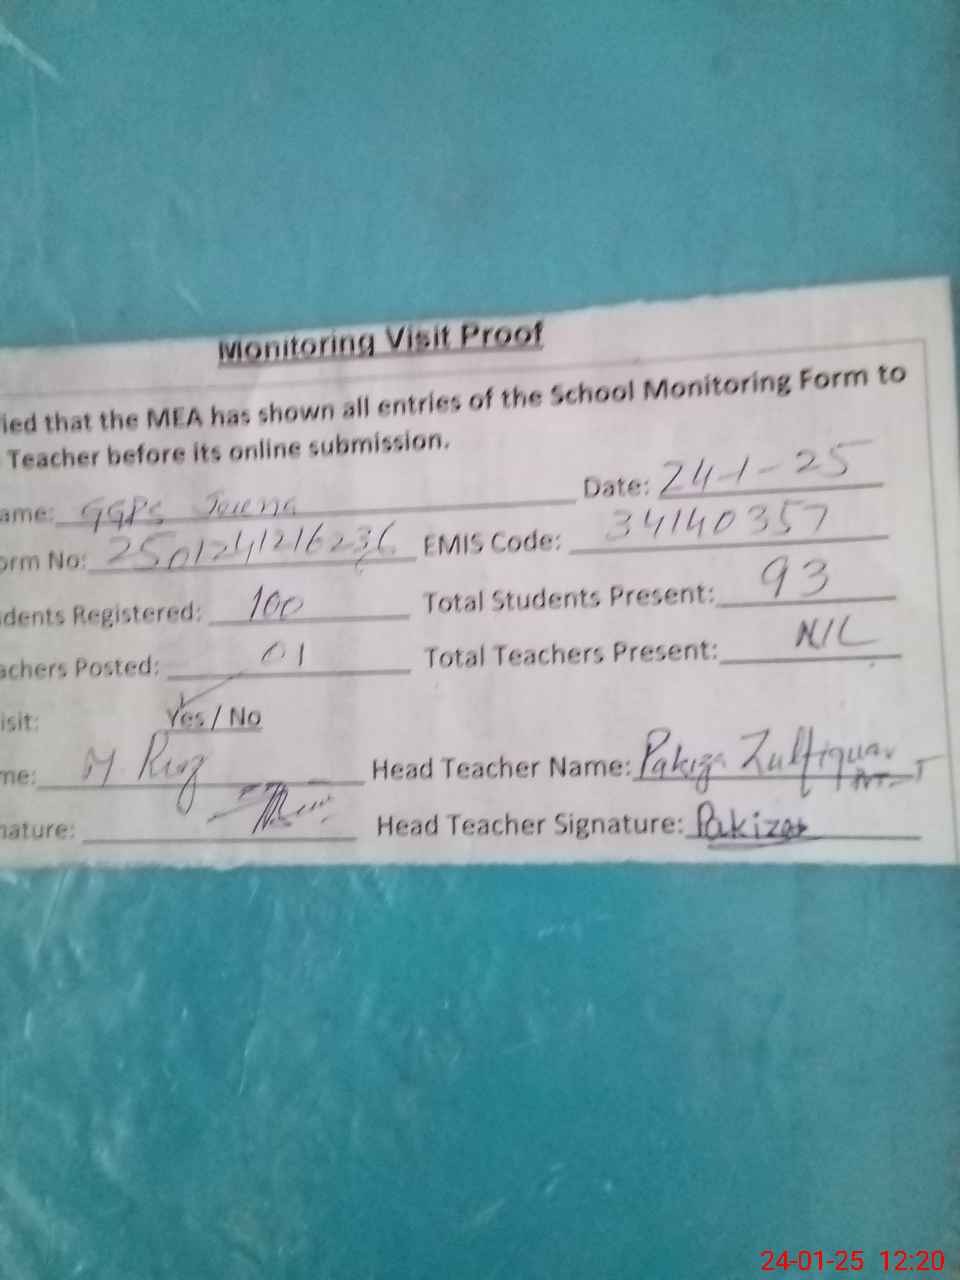 Monitoring Visit Proof
ied that the MEA has shown all entries of the School Monitoring Form to
Teacher before its online submission.
ame: GGPS Date: 24-1-25
orm No: 2501241216236 EMIS Code: 34140357
dents Registered: 100 Total Students Present: 93
achers Posted: 01 Total Teachers Present: NIL
isit: Yes / No
me: M. Head Teacher Name: Pakiza Zulfiquar
nature: Head Teacher Signature: Pakiza
24-01-25 12:20